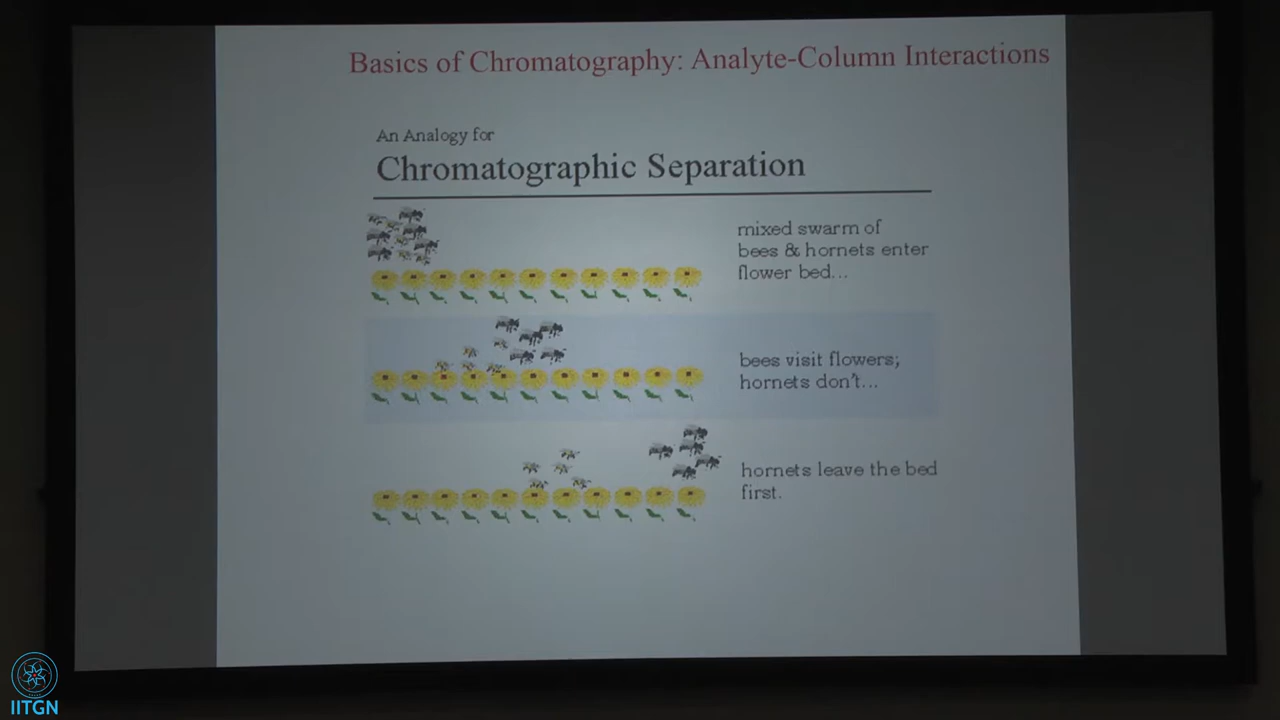 Basics of Chromatography: Analyte-Column Interactions
An Analogy for
Chromatographic Separation
mixed swarm of
bees & hornets enter
flower bed...
bees visit flowers;
hornets don't...
hornets leave the bed
first.
IITGN